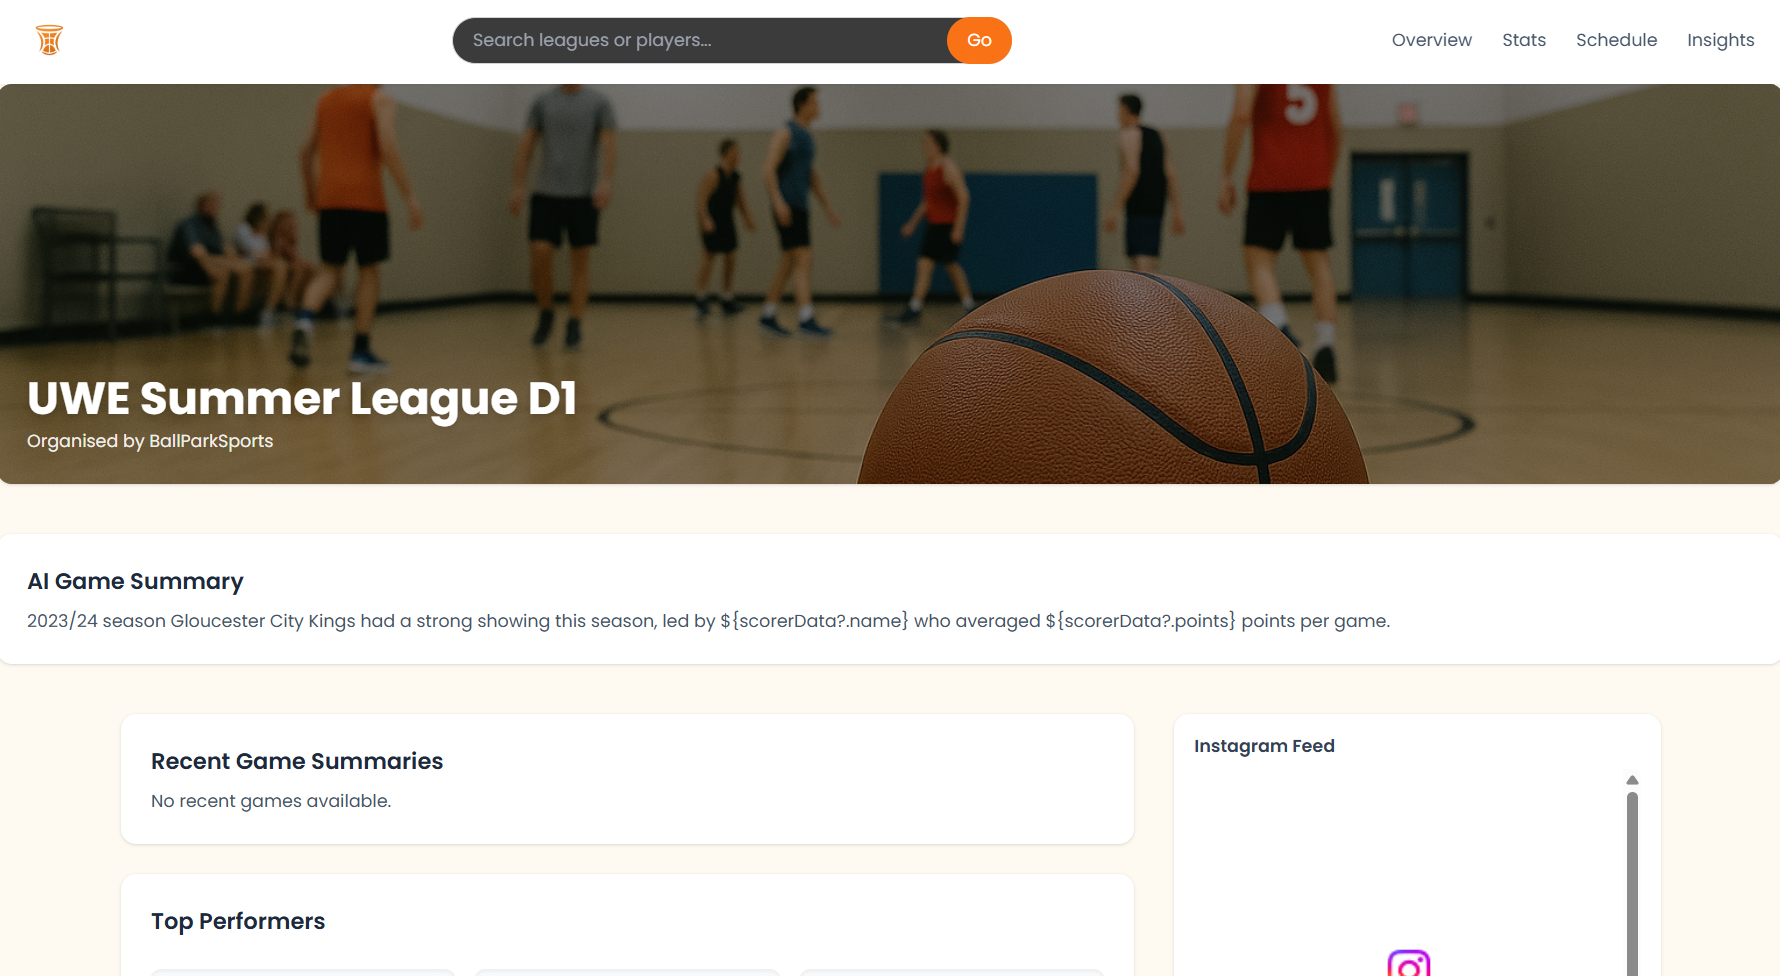 Search leagues or players...
Go
Overview
Stats
Schedule
Insights
5
UWE Summer League D1
Organised by BallParkSports
AI Game Summary
2023/24 season Gloucester City Kings had a strong showing this season, led by ${scorerData?.name} who averaged ${scorerData?.points} points per game.
Recent Game Summaries
No recent games available.
Instagram Feed
Top Performers